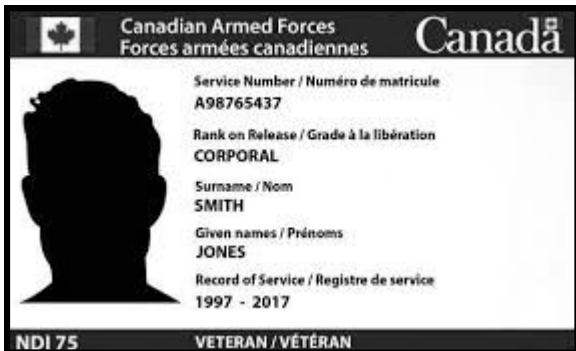 Canadian Armed Forces
Forces armées canadiennes
Canada
Service Number / Numéro de matricule
A98765437
Rank on Release / Grade à la libération
CORPORAL
Surname / Nom
SMITH
Given names / Prénoms
JONES
Record of Service / Registre de service
1997 - 2017
NDI 75
VETERAN / VÉTÉRAN